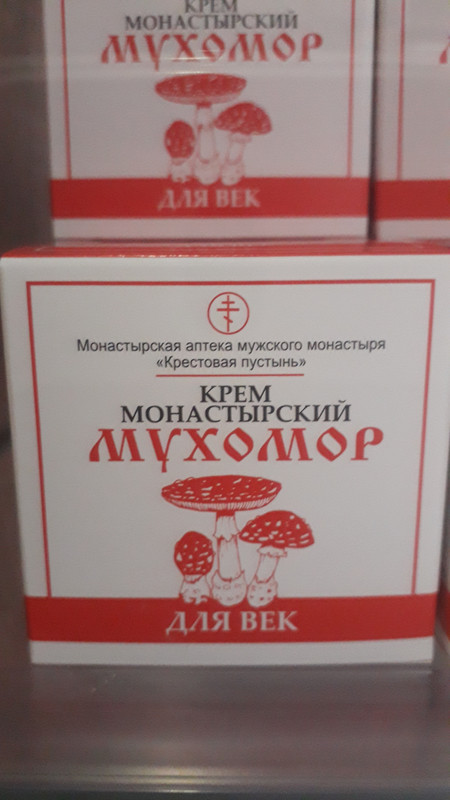 КРЕМ
МОНАСТЫРСКИЙ
МУХОМОР
ДЛЯ ВЕК
Монастырская аптека мужского монастыря
«Крестовая пустынь»
КРЕМ
МОНАСТЫРСКИЙ
МУХОМОР
ДЛЯ ВЕК